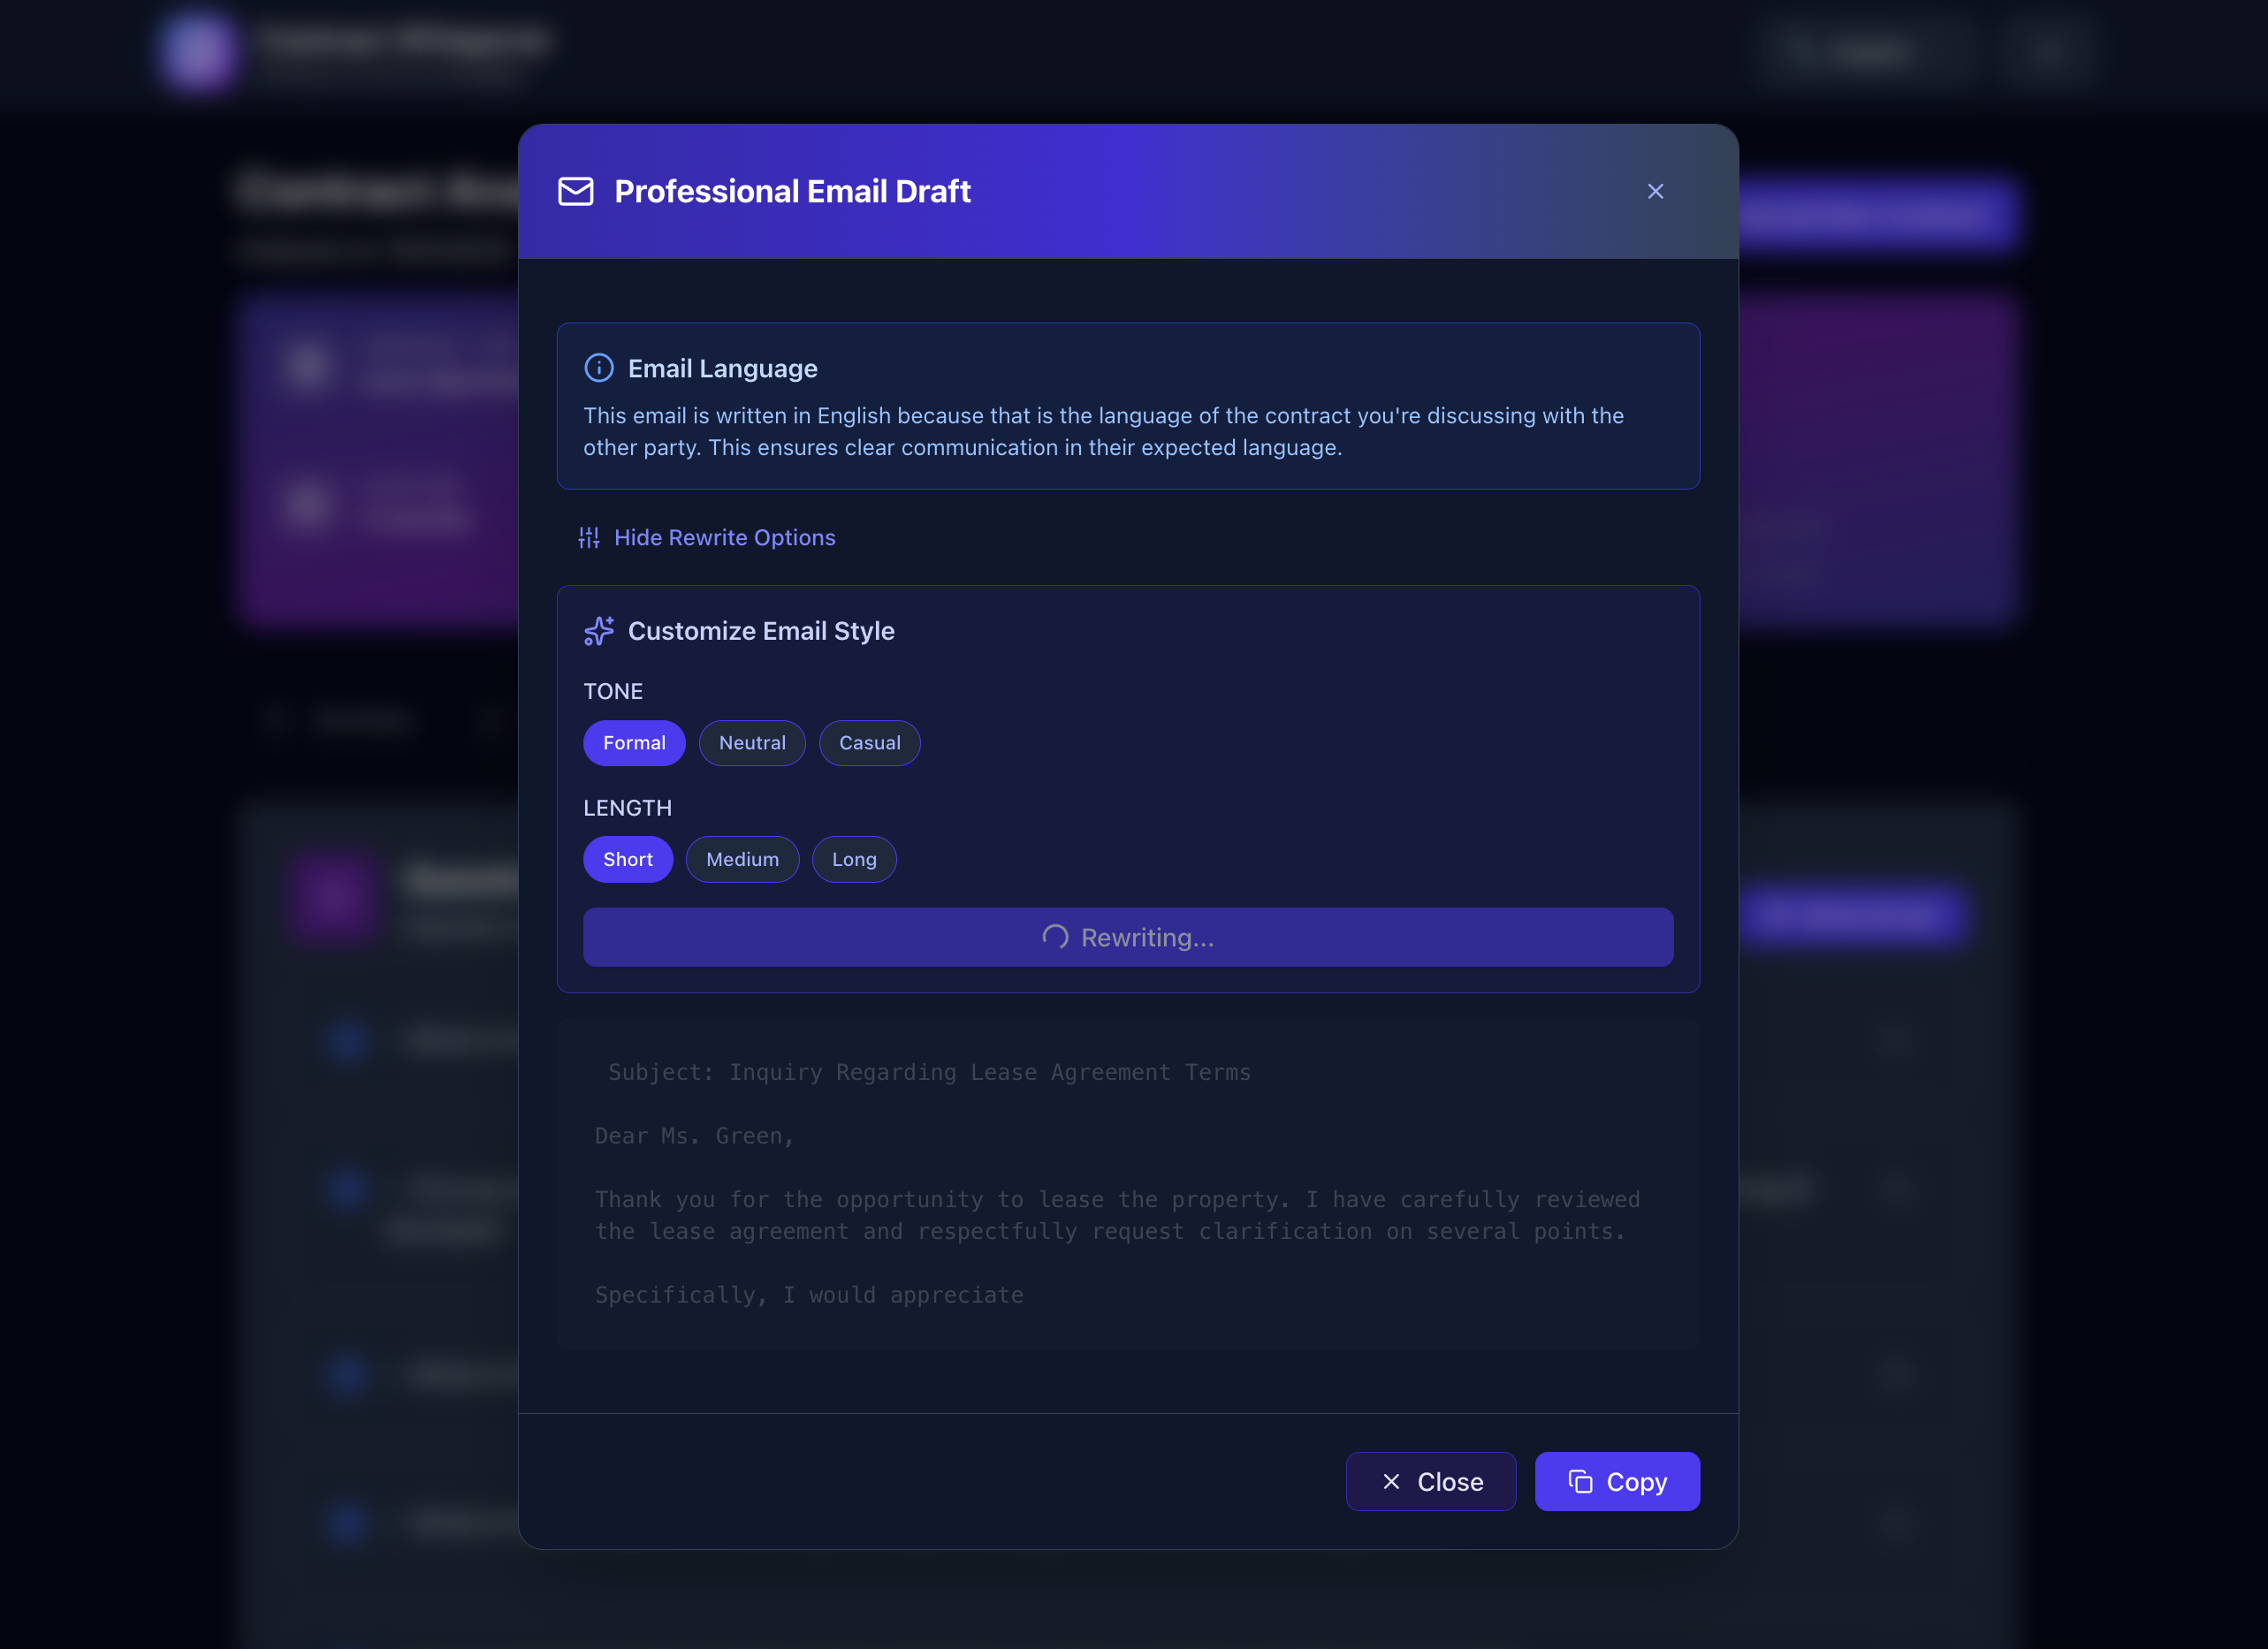 Professional Email Draft
Email Language
This email is written in English because that is the language of the contract you're discussing with the
other party. This ensures clear communication in their expected language.
Hide Rewrite Options
Customize Email Style
TONE
Formal Neutral Casual
LENGTH
Short Medium Long
Rewriting...
Subject: Inquiry Regarding Lease Agreement Terms
Dear Ms. Green,
Thank you for the opportunity to lease the property. I have carefully reviewed
the lease agreement and respectfully request clarification on several points.
Specifically, I would appreciate
Close Copy